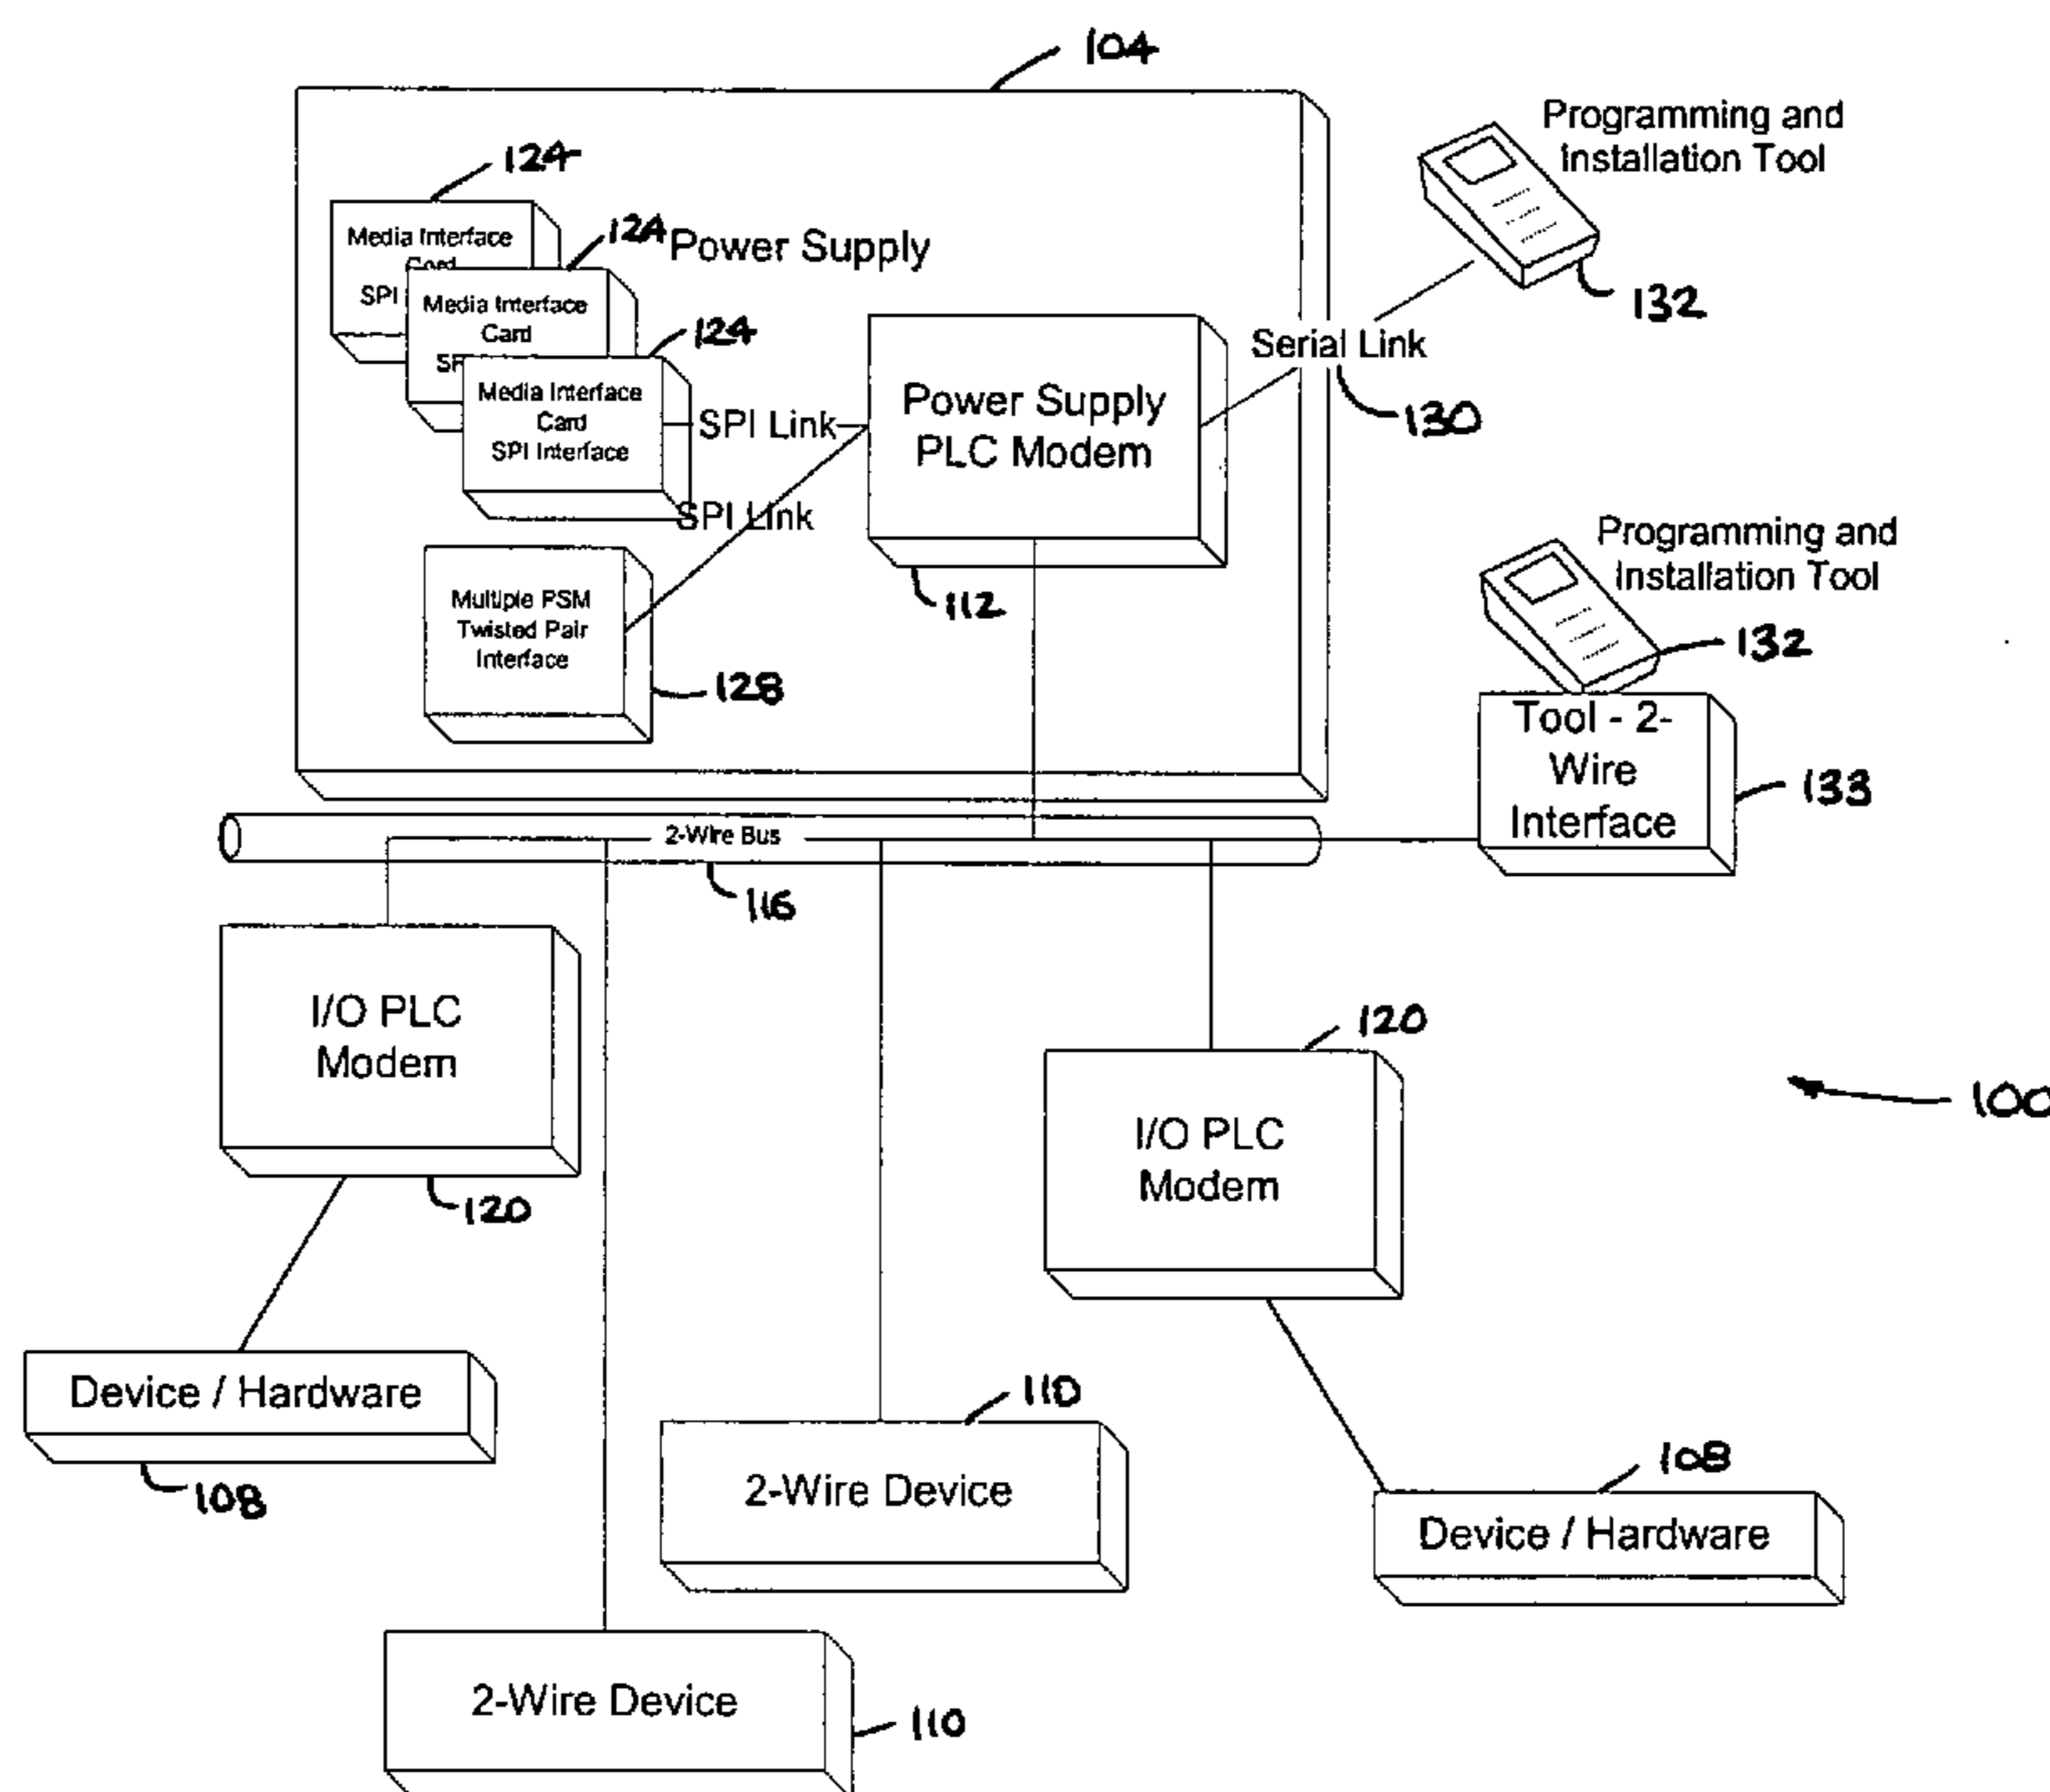 104
Programming and
Installation Tool
132
124
Media Interface
Card
SPI
124
Power Supply
Media Interface
Card
124
Media Interface
Card
SPI Interface
SPI Link
SPI Link
Power Supply
PLC Modem
112
Serial Link
130
Multiple PSM
Twisted Pair
Interface
128
Programming and
Installation Tool
132
Tool - 2-
Wire
Interface
133
2-Wire Bus
116
I/O PLC
Modem
120
I/O PLC
Modem
120
100
Device / Hardware
108
2-Wire Device
110
Device / Hardware
108
2-Wire Device
110